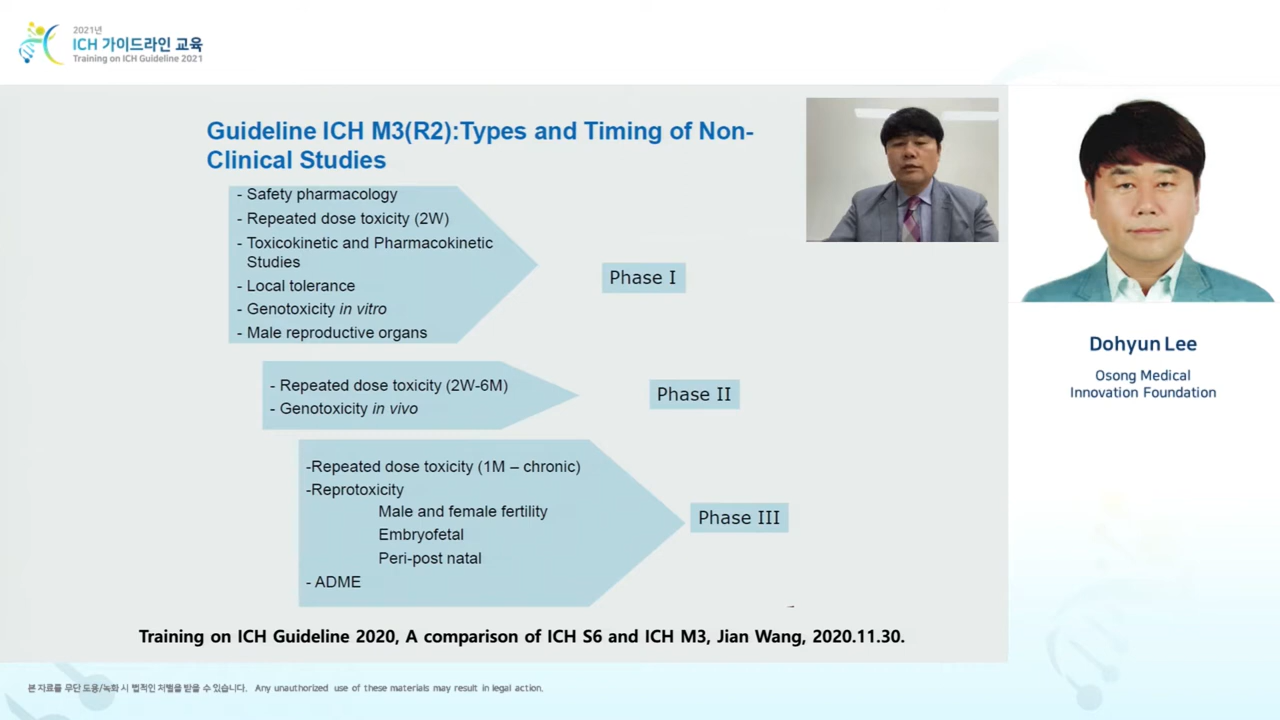 2021년
ICH 가이드라인 교육
Training on ICH Guideline 2021
Guideline ICH M3(R2):Types and Timing of Non-
Clinical Studies
- Safety pharmacology
- Repeated dose toxicity (2W)
- Toxicokinetic and Pharmacokinetic
Studies
- Local tolerance
- Genotoxicity in vitro
- Male reproductive organs
Phase I
- Repeated dose toxicity (2W-6M)
- Genotoxicity in vivo
Phase II
-Repeated dose toxicity (1M – chronic)
-Reprotoxicity
Male and female fertility
Embryofetal
Peri-post natal
- ADME
Phase III
Training on ICH Guideline 2020, A comparison of ICH S6 and ICH M3, Jian Wang, 2020.11.30.
Dohyun Lee
Osong Medical
Innovation Foundation
본 자료를 무단 도용/녹화 시 법적인 처벌을 받을 수 있습니다. Any unauthorized use of these materials may result in legal action.